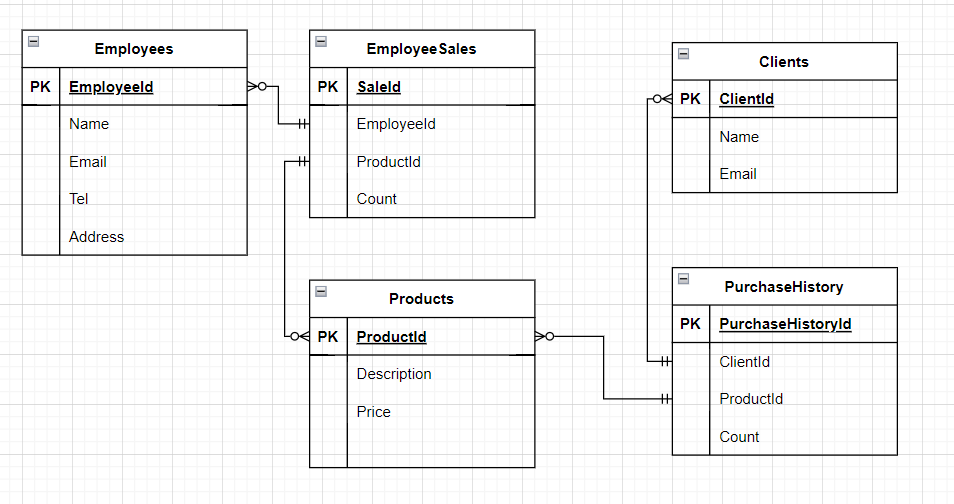 Employees
PK EmployeeId
Name
Email
Tel
Address
EmployeeSales
PK SaleId
EmployeeId
ProductId
Count
Clients
PK ClientId
Name
Email
Products
PK ProductId
Description
Price
PurchaseHistory
PK PurchaseHistoryId
ClientId
ProductId
Count